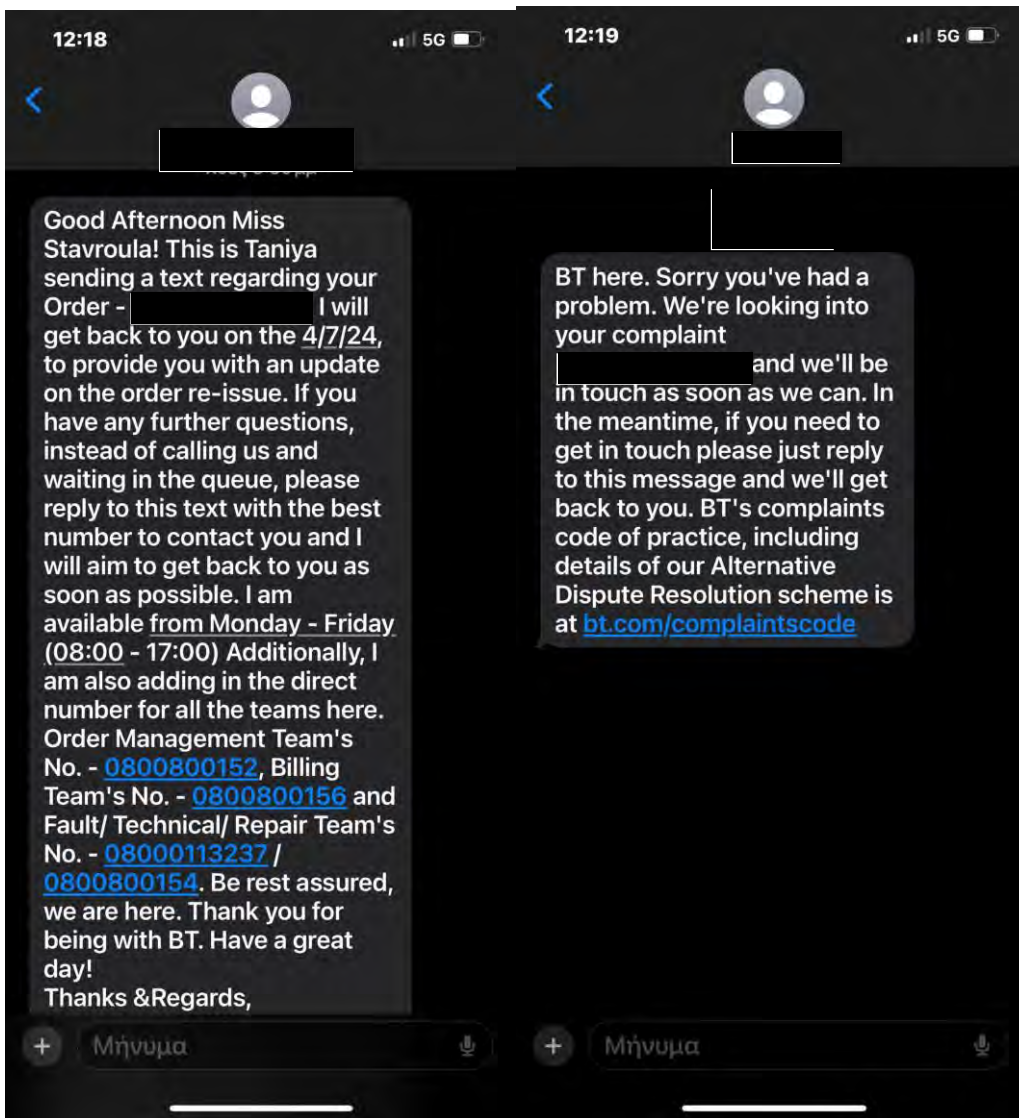 12:18
5G
Good Afternoon Miss
Stavroula! This is Taniya
sending a text regarding your
Order - I will
get back to you on the 4/7/24,
to provide you with an update
on the order re-issue. If you
have any further questions,
instead of calling us and
waiting in the queue, please
reply to this text with the best
number to contact you and I
will aim to get back to you as
soon as possible. I am
available from Monday - Friday
(08:00 - 17:00) Additionally, I
am also adding in the direct
number for all the teams here.
Order Management Team's
No. - 0800800152, Billing
Team's No. - 0800800156 and
Fault/ Technical/ Repair Team's
No. - 08000113237 /
0800800154. Be rest assured,
we are here. Thank you for
being with BT. Have a great
day!
Thanks &Regards,
Μήνυμα
12:19
5G
BT here. Sorry you've had a
problem. We're looking into
your complaint
and we'll be
in touch as soon as we can. In
the meantime, if you need to
get in touch please just reply
to this message and we'll get
back to you. BT's complaints
code of practice, including
details of our Alternative
Dispute Resolution scheme is
at bt.com/complaintscode
Μήνυμα